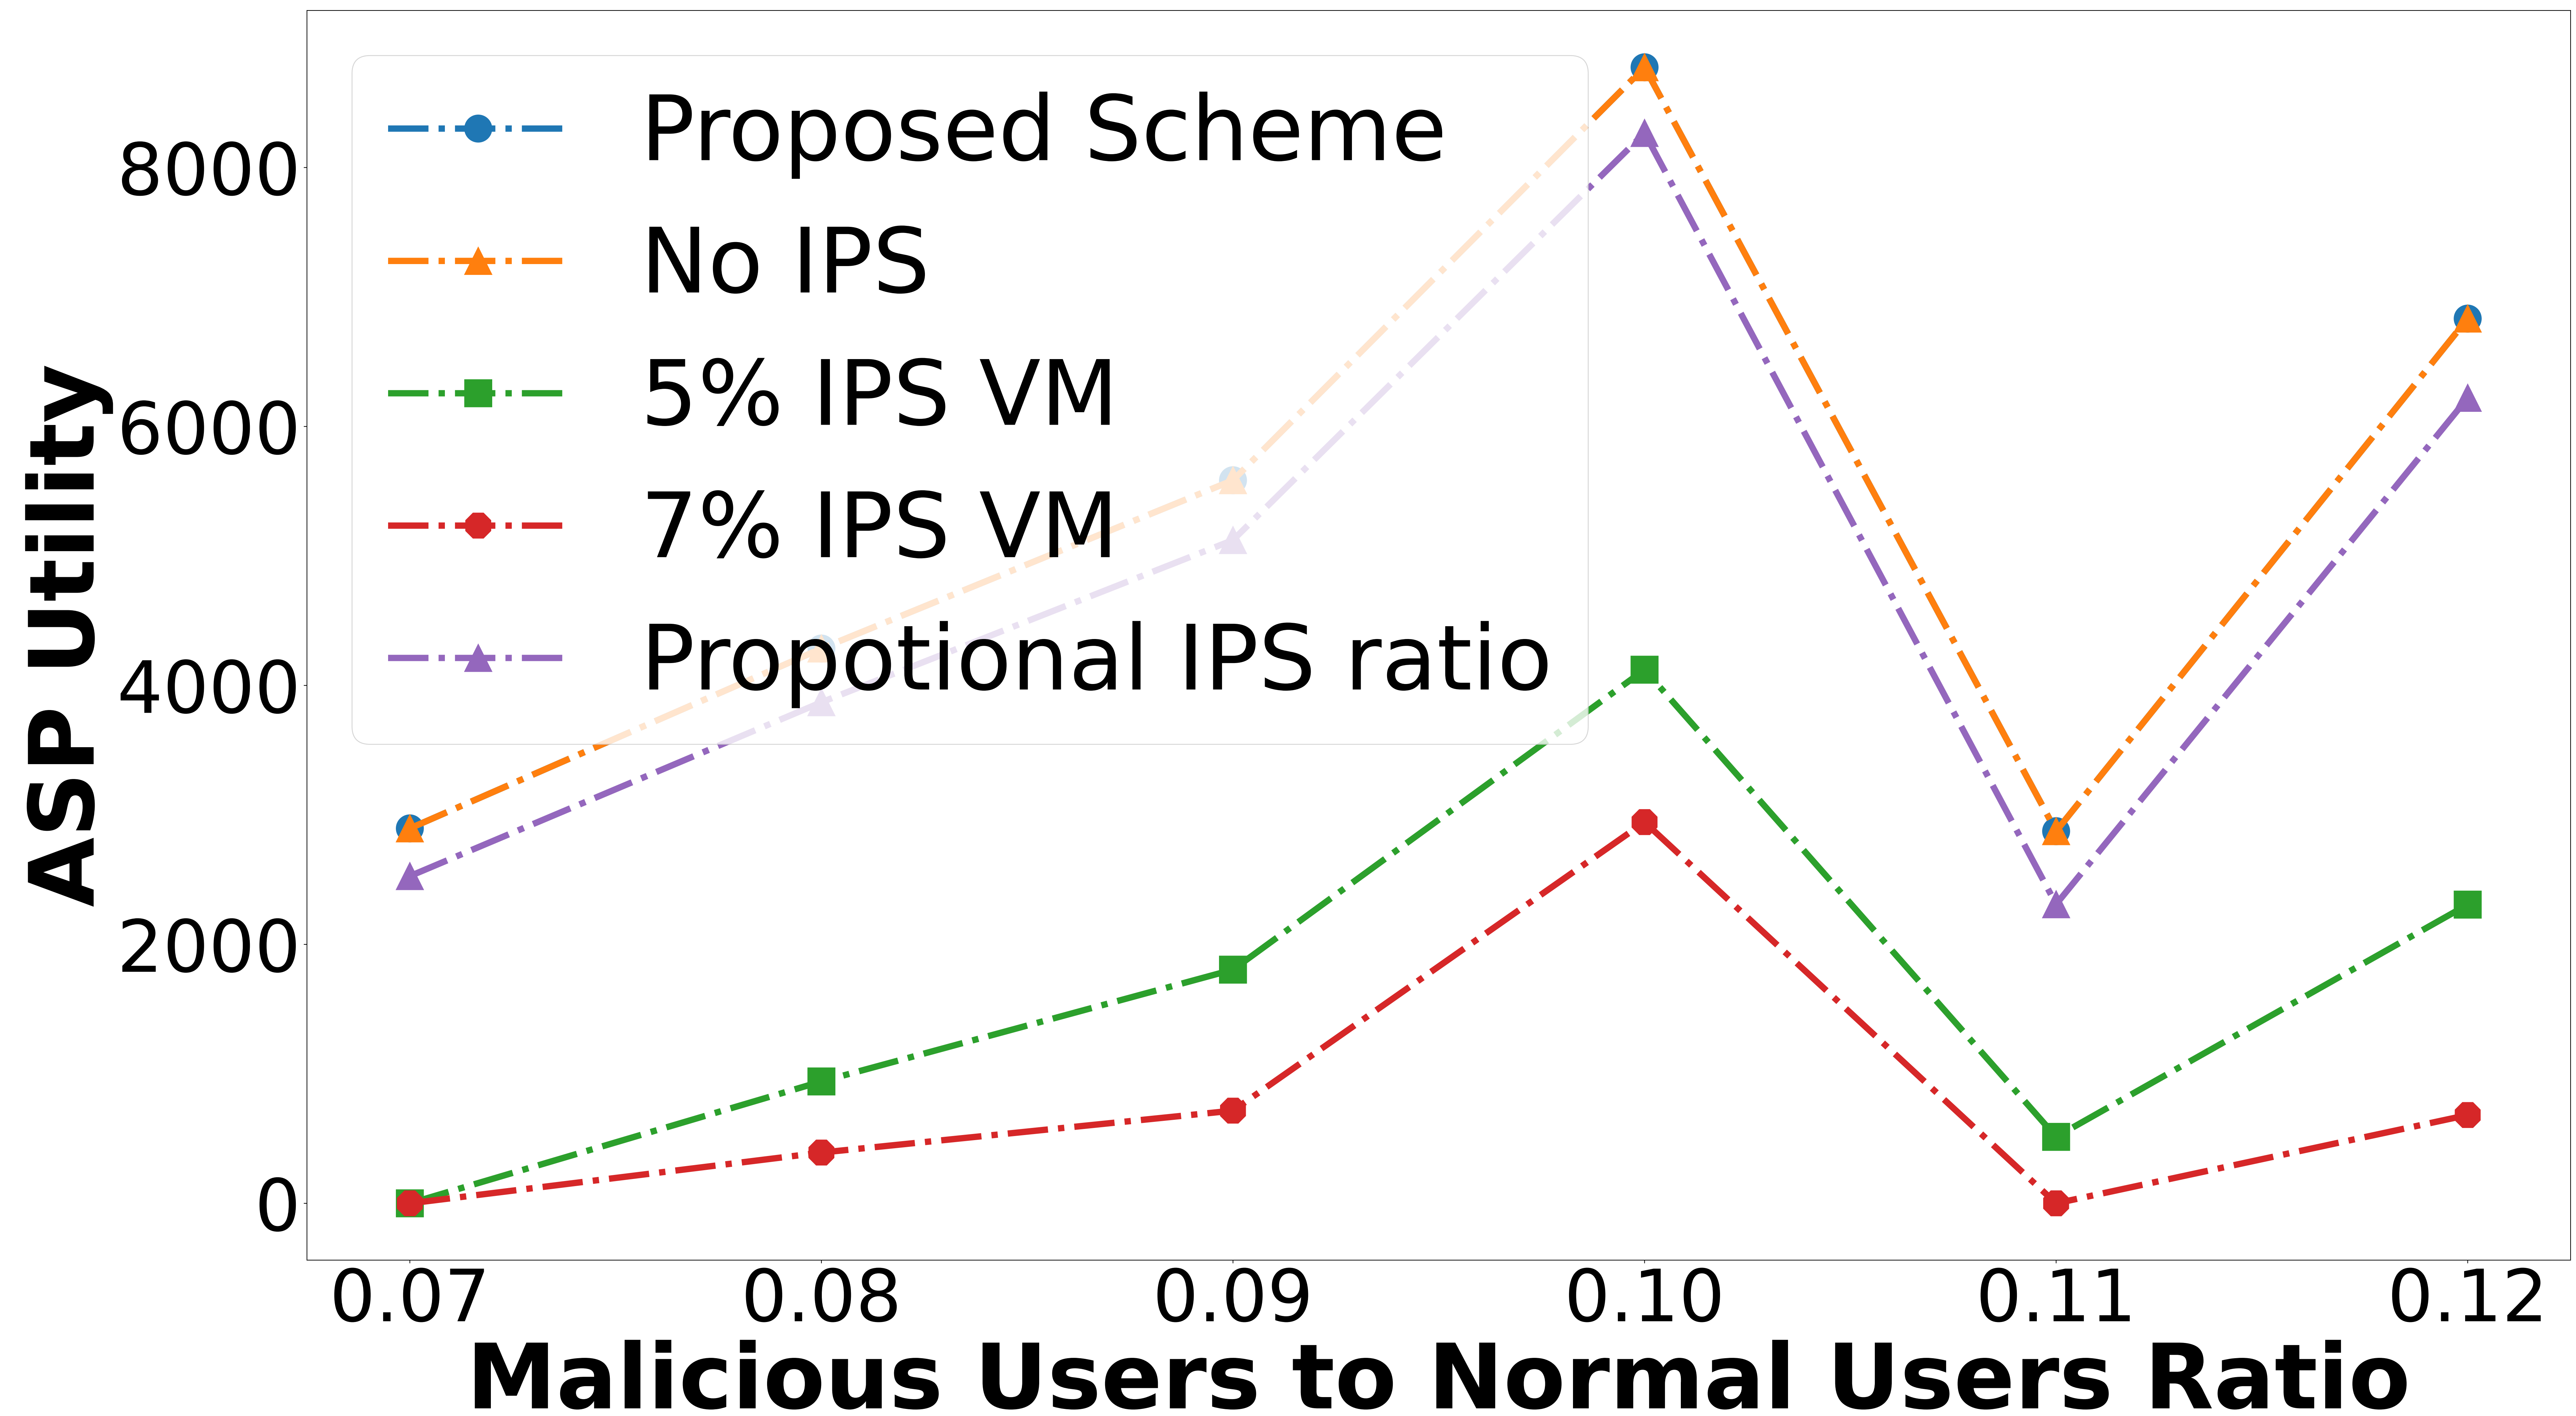 Proposed Scheme
No IPS
5% IPS VM
7% IPS VM
Propotional IPS ratio
ASP Utility
8000
6000
4000
2000
0
0.07 0.08 0.09 0.10 0.11 0.12
Malicious Users to Normal Users Ratio